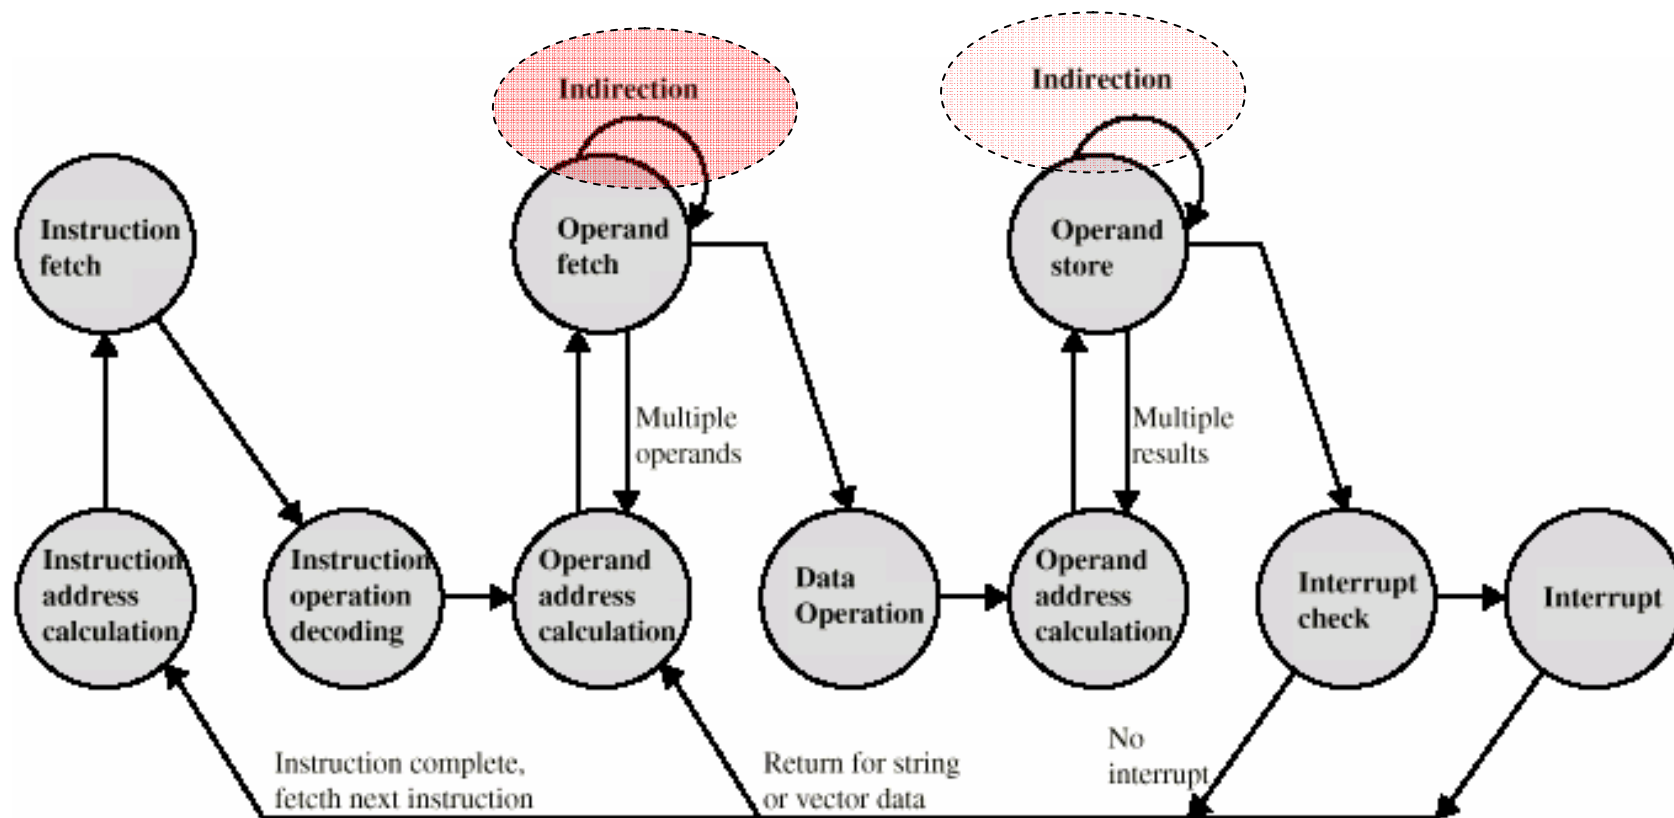 Indirection
Indirection
Instruction
fetch
Operand
fetch
Operand
store
Multiple
operands
Multiple
results
Instruction
address
calculation
Instruction
operation
decoding
Operand
address
calculation
Data
Operation
Operand
address
calculation
Interrupt
check
Interrupt
Instruction complete,
fetcth next instruction
Return for string
or vector data
No
interrupt